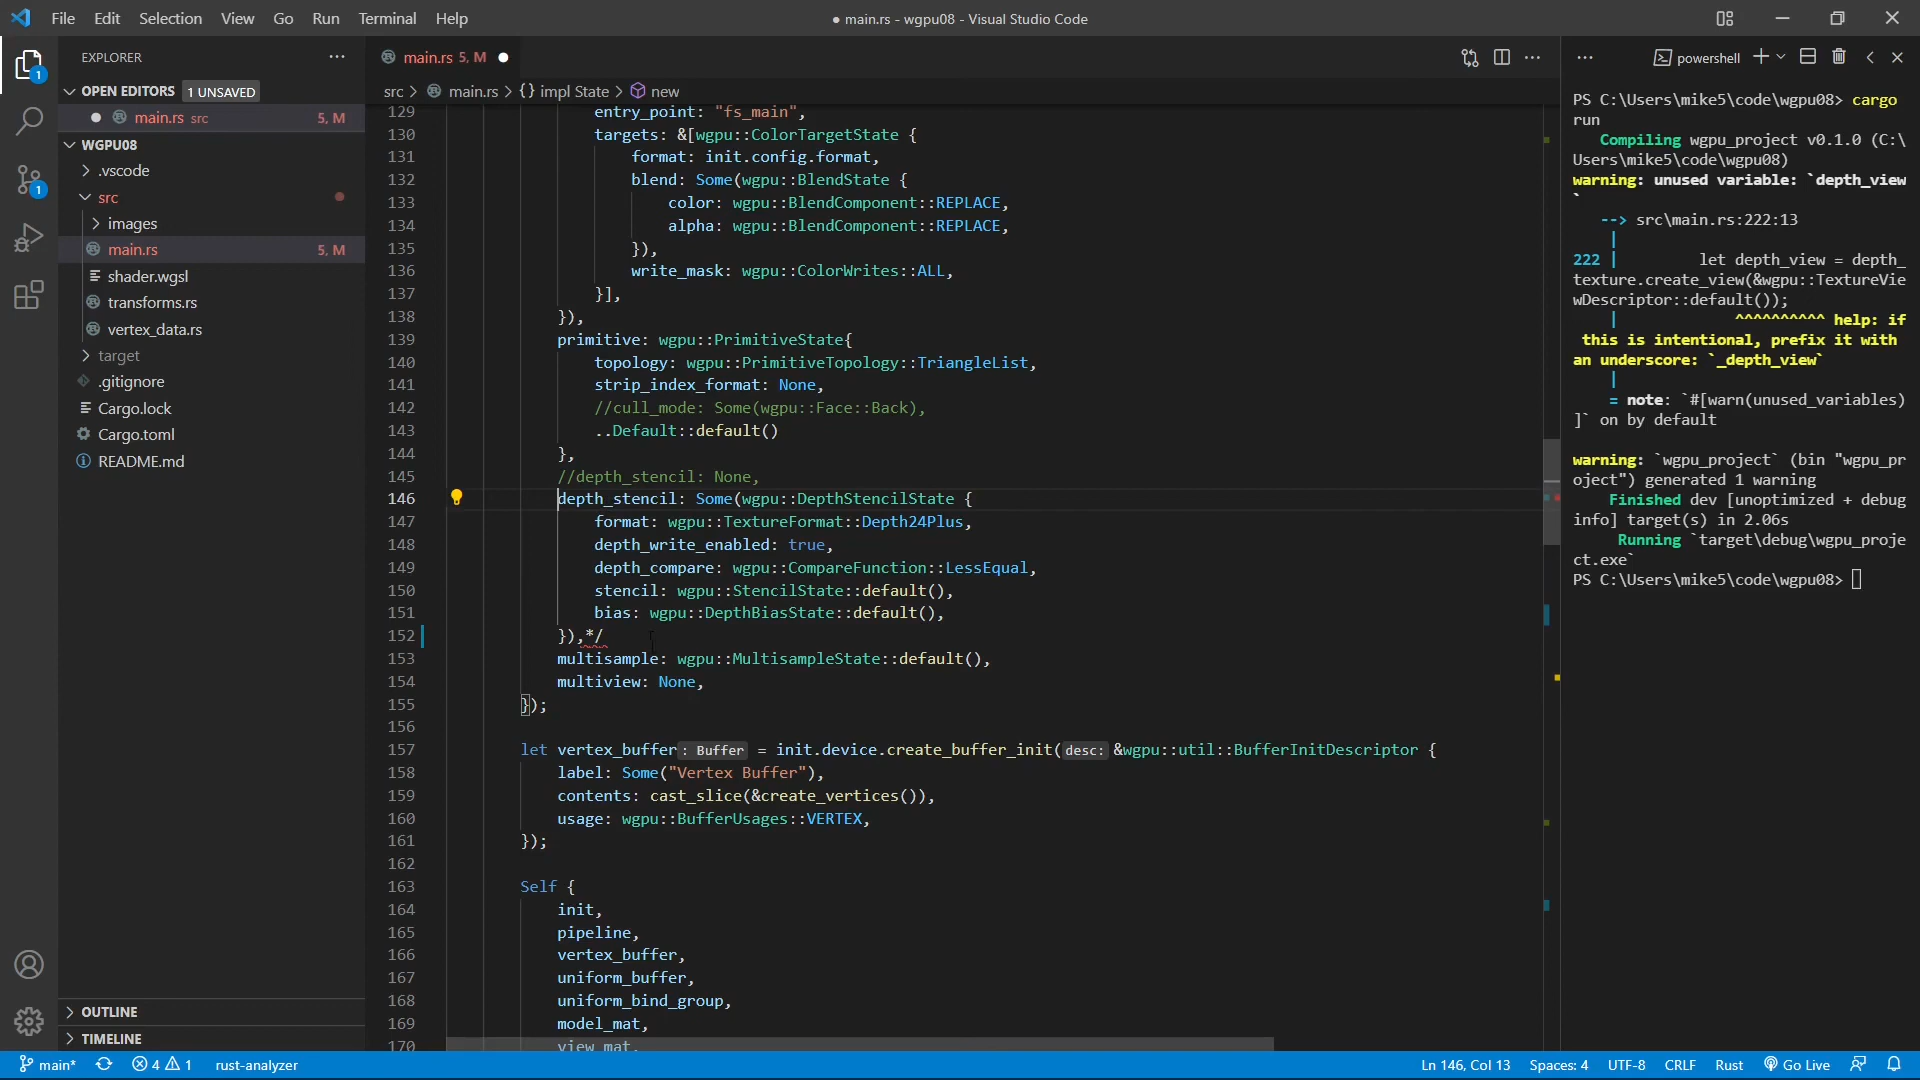 File Edit Selection View Go Run Terminal Help
● main.rs - wgpu08 - Visual Studio Code
EXPLORER
OPEN EDITORS 1 UNSAVED
main.rs src 5, M
WGPU08
.vscode
src
images
main.rs 5, M
shader.wgsl
transforms.rs
vertex_data.rs
target
.gitignore
Cargo.lock
Cargo.toml
README.md
OUTLINE
TIMELINE
1
1
main.rs 5, M
src > main.rs > {} impl State > new
129 entry_point: "fs_main",
130 targets: &[wgpu::ColorTargetState {
131 format: init.config.format,
132 blend: Some(wgpu::BlendState {
133 color: wgpu::BlendComponent::REPLACE,
134 alpha: wgpu::BlendComponent::REPLACE,
135 }),
136 write_mask: wgpu::ColorWrites::ALL,
137 }],
138 }),
139 primitive: wgpu::PrimitiveState{
140 topology: wgpu::PrimitiveTopology::TriangleList,
141 strip_index_format: None,
142 //cull_mode: Some(wgpu::Face::Back),
143 ..Default::default()
144 },
145 //depth_stencil: None,
146 depth_stencil: Some(wgpu::DepthStencilState {
147 format: wgpu::TextureFormat::Depth24Plus,
148 depth_write_enabled: true,
149 depth_compare: wgpu::CompareFunction::LessEqual,
150 stencil: wgpu::StencilState::default(),
151 bias: wgpu::DepthBiasState::default(),
152 }),*/
153 multisample: wgpu::MultisampleState::default(),
154 multiview: None,
155 });
156
157 let vertex_buffer: Buffer = init.device.create_buffer_init(desc: &wgpu::util::BufferInitDescriptor {
158 label: Some("Vertex Buffer"),
159 contents: cast_slice(&create_vertices()),
160 usage: wgpu::BufferUsages::VERTEX,
161 });
162
163 Self {
164 init,
165 pipeline,
166 vertex_buffer,
167 uniform_buffer,
168 uniform_bind_group,
169 model_mat,
170 view_mat,
powershell
PS C:\Users\mike5\code\wgpu08> cargo
run
Compiling wgpu_project v0.1.0 (C:\
Users\mike5\code\wgpu08)
warning: unused variable: `depth_view
`
--> src\main.rs:222:13
|
222 | let depth_view = depth_
texture.create_view(&wgpu::TextureVie
wDescriptor::default());
| ^^^^^^^^^^ help: if
this is intentional, prefix it with
an underscore: `_depth_view`
|
= note: `#[warn(unused_variables)
]` on by default
warning: `wgpu_project` (bin "wgpu_pr
oject") generated 1 warning
Finished dev [unoptimized + debug
info] target(s) in 2.06s
Running `target\debug\wgpu_proje
ct.exe`
PS C:\Users\mike5\code\wgpu08>
main* 4 1 rust-analyzer
Ln 146, Col 13 Spaces: 4 UTF-8 CRLF Rust Go Live